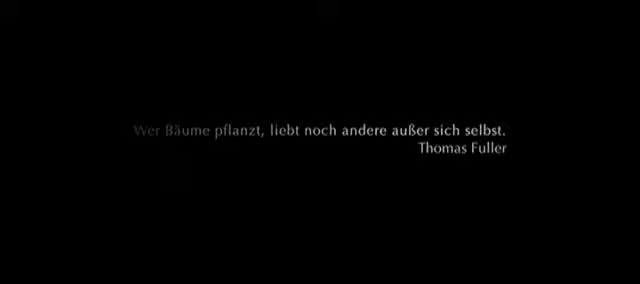 Wer Bäume pflanzt, liebt noch andere außer sich selbst.
Thomas Fuller